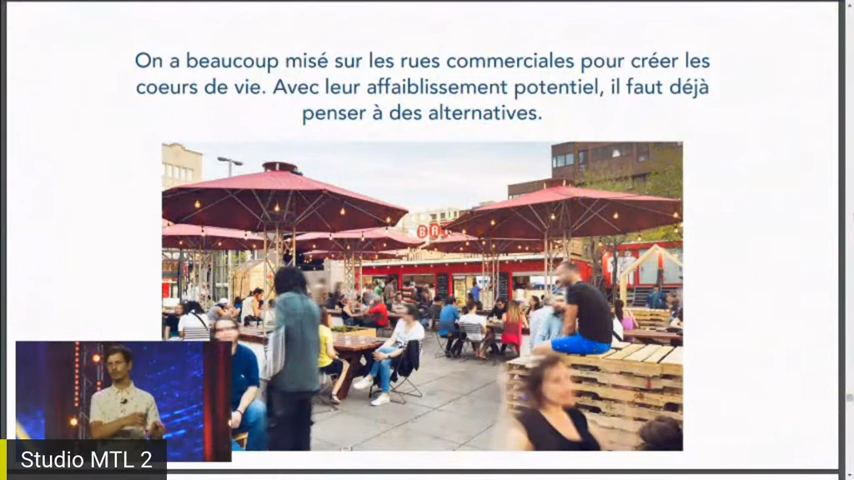 On a beaucoup misé sur les rues commerciales pour créer les
coeurs de vie. Avec leur affaiblissement potentiel, il faut déjà
penser à des alternatives.
Studio MTL 2